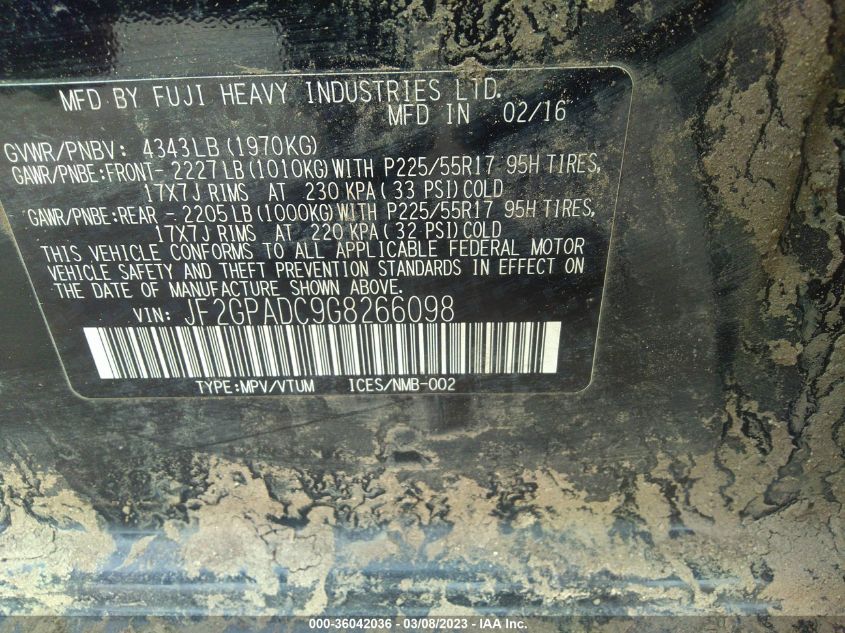 MFD BY FUJI HEAVY INDUSTRIES LTD.
MFD IN 02/16
GVWR/PNBV: 4343LB(1970KG)
GAWR/PNBE:FRONT- 2227LB(1010KG)WITH P225/55R17 95H TIRES,
17X7J RIMS AT 230 KPA(33 PSI)COLD
GAWR/PNBE:REAR - 2205LB(1000KG)WITH P225/55R17 95H TIRES,
17X7J RIMS AT 220 KPA(32 PSI)COLD
THIS VEHICLE CONFORMS TO ALL APPLICABLE FEDERAL MOTOR
VEHICLE SAFETY AND THEFT PREVENTION STANDARDS IN EFFECT ON
THE DATE OF MANUFACTURE SHOWN ABOVE.
VIN: JF2GPADC9G8266098
TYPE:MPV/VTUM ICES/NMB-002
000-36042036 - 03/08/2023 - IAA Inc.